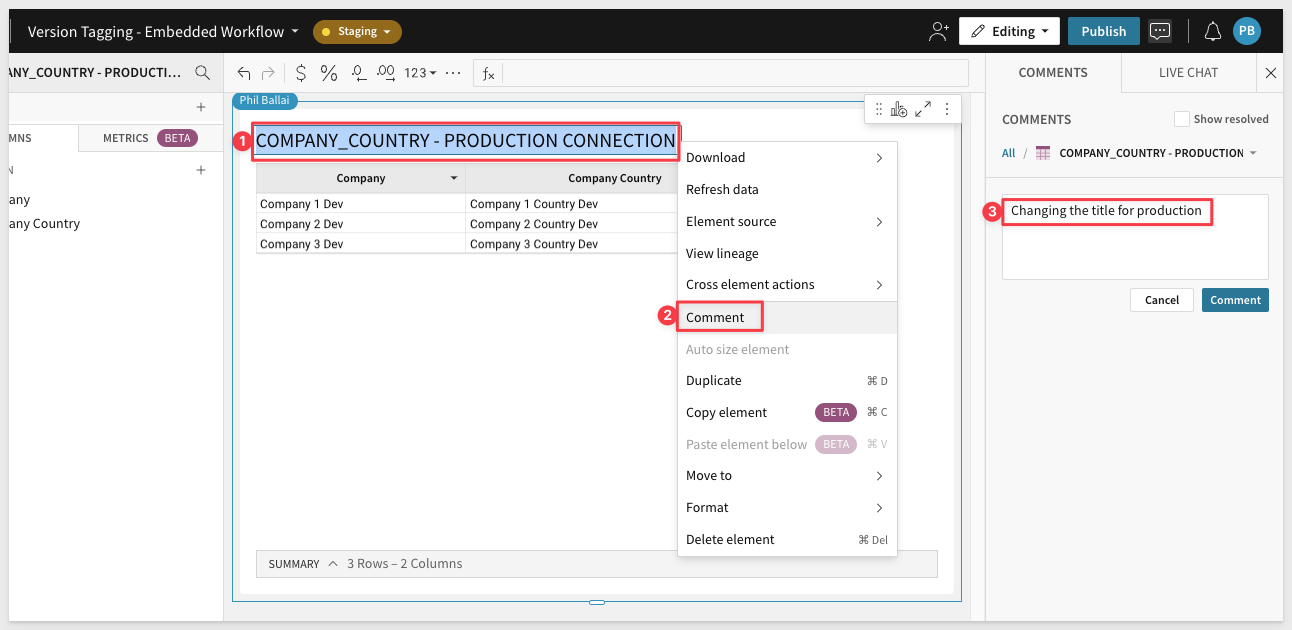 Version Tagging - Embedded Workflow
Staging
Editing
Publish
PB
ANY_COUNTRY - PRODUCTI...
$ % .0 .00 123 ... fx
COMMENTS
LIVE CHAT
Phil Ballai
MNS
METRICS BETA
N
any
any Country
1 COMPANY_COUNTRY - PRODUCTION CONNECTION
Company
Company Country
Company 1 Dev
Company 1 Country Dev
Company 2 Dev
Company 2 Country Dev
Company 3 Dev
Company 3 Country Dev
SUMMARY
3 Rows – 2 Columns
Download
Refresh data
Element source
View lineage
Cross element actions
2 Comment
Auto size element
Duplicate ⌘ D
Copy element BETA ⌘ C
Paste element below BETA ⌘ V
Move to
Format
Delete element ⌘ Del
COMMENTS
Show resolved
All / COMPANY_COUNTRY - PRODUCTION
3 Changing the title for production
Cancel
Comment